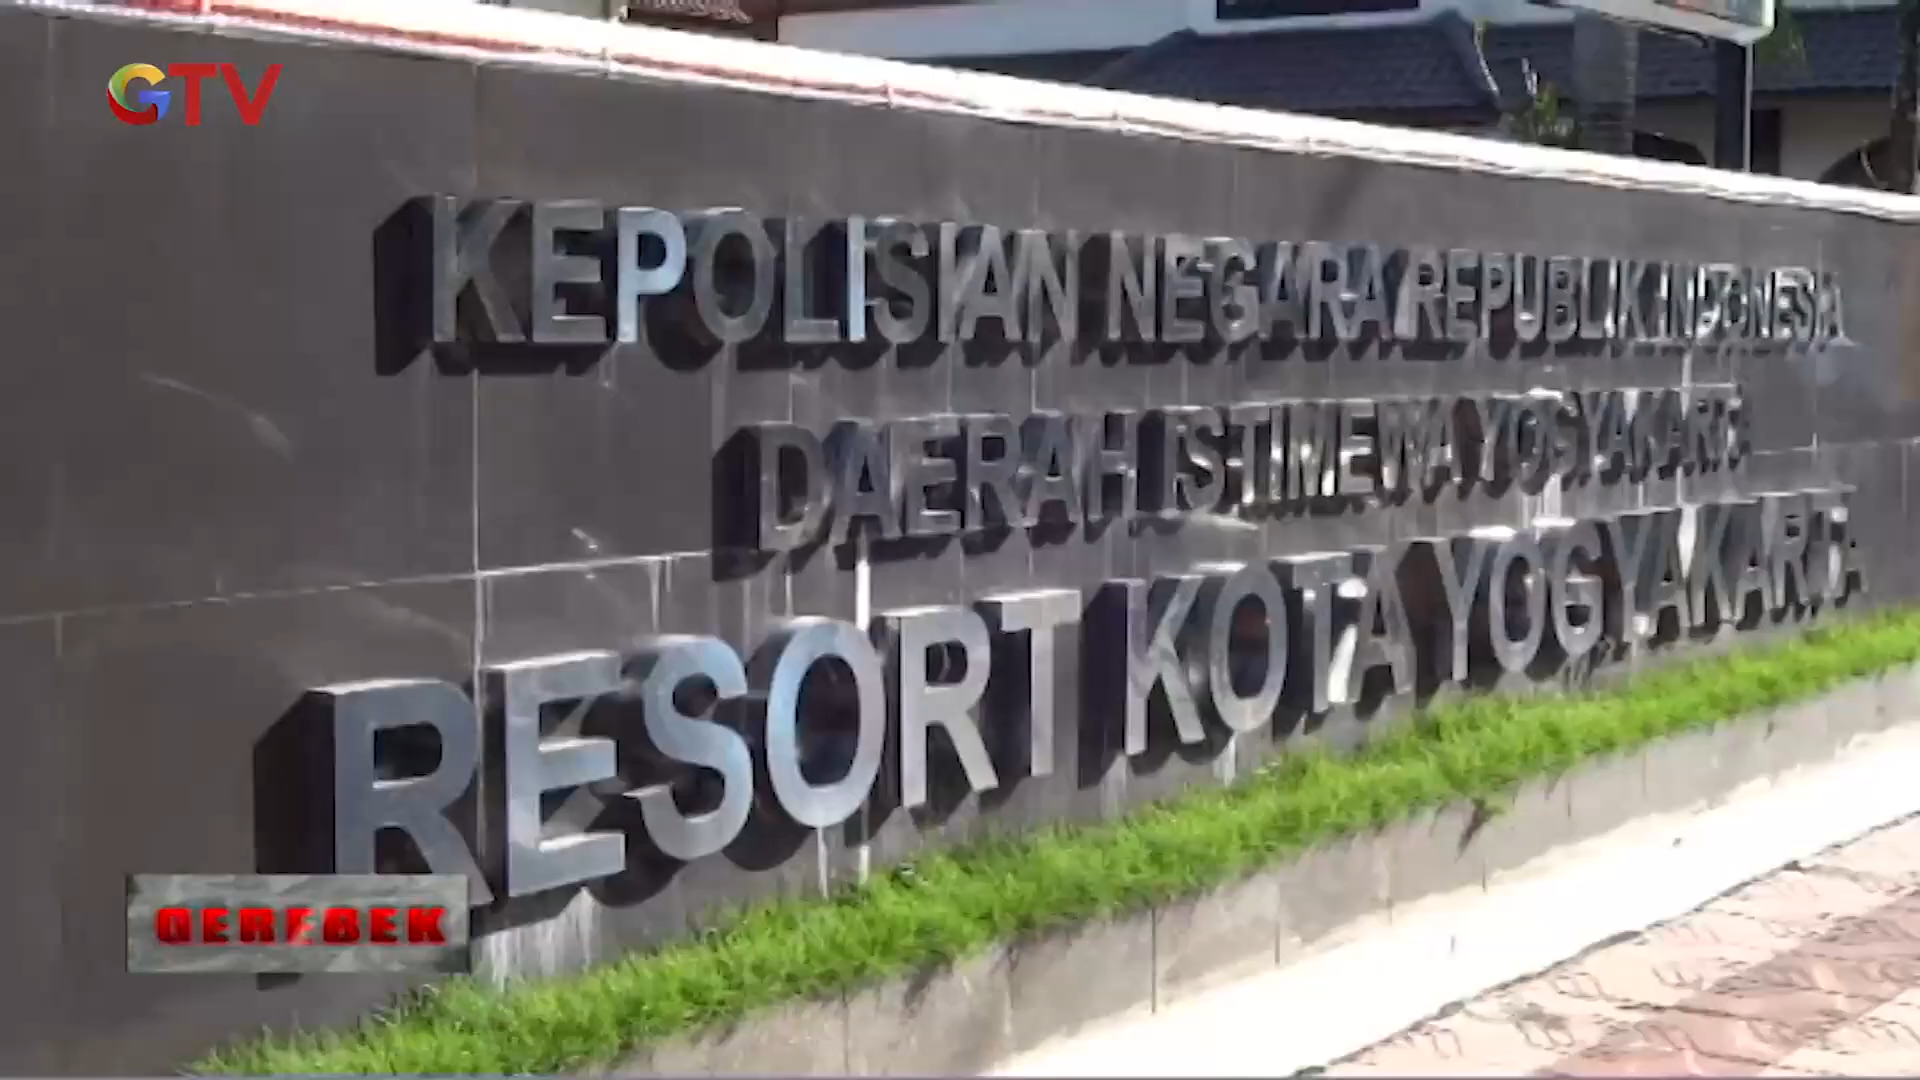 GTV
KEPOLISIAN NEGARA REPUBLIK INDONESIA
DAERAH ISTIMEWA YOGYAKARTA
RESORT KOTA YOGYAKARTA
GEREBEK